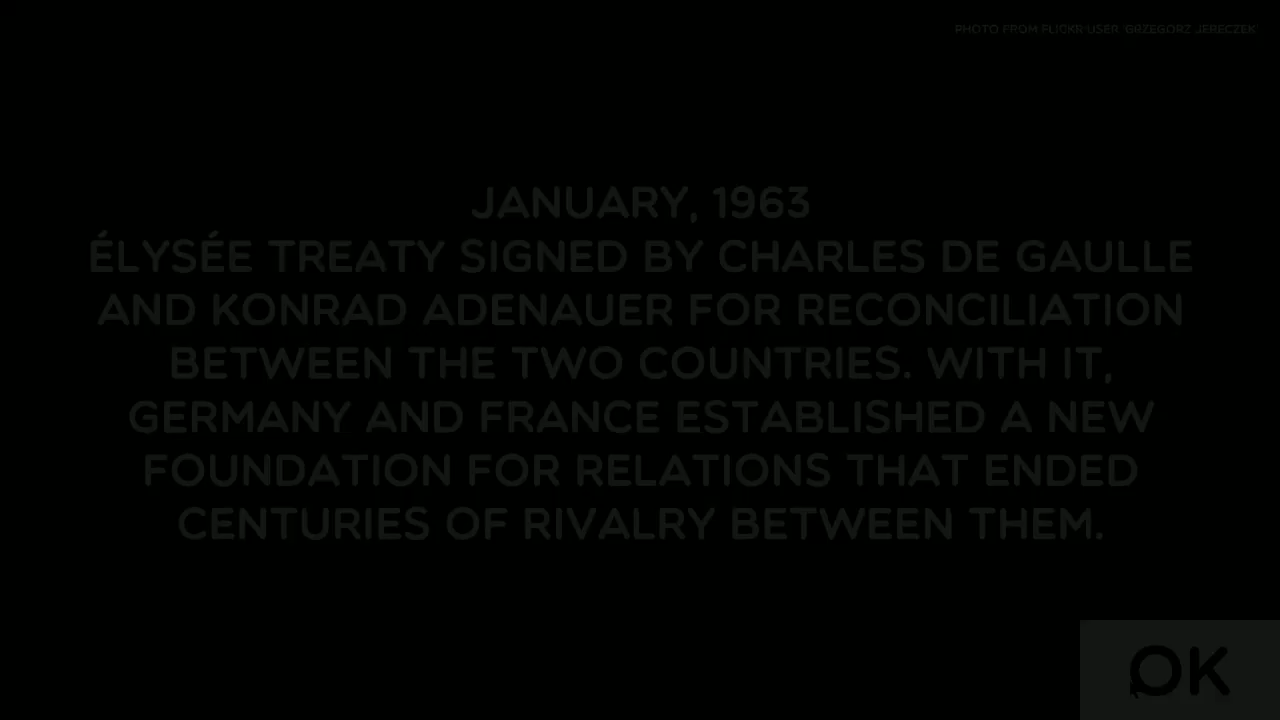 PHOTO FROM FLICKR USER 'GRZEGORZ JERECZEK'
JANUARY, 1963
ÉLYSÉE TREATY SIGNED BY CHARLES DE GAULLE
AND KONRAD ADENAUER FOR RECONCILIATION
BETWEEN THE TWO COUNTRIES. WITH IT,
GERMANY AND FRANCE ESTABLISHED A NEW
FOUNDATION FOR RELATIONS THAT ENDED
CENTURIES OF RIVALRY BETWEEN THEM.
OK